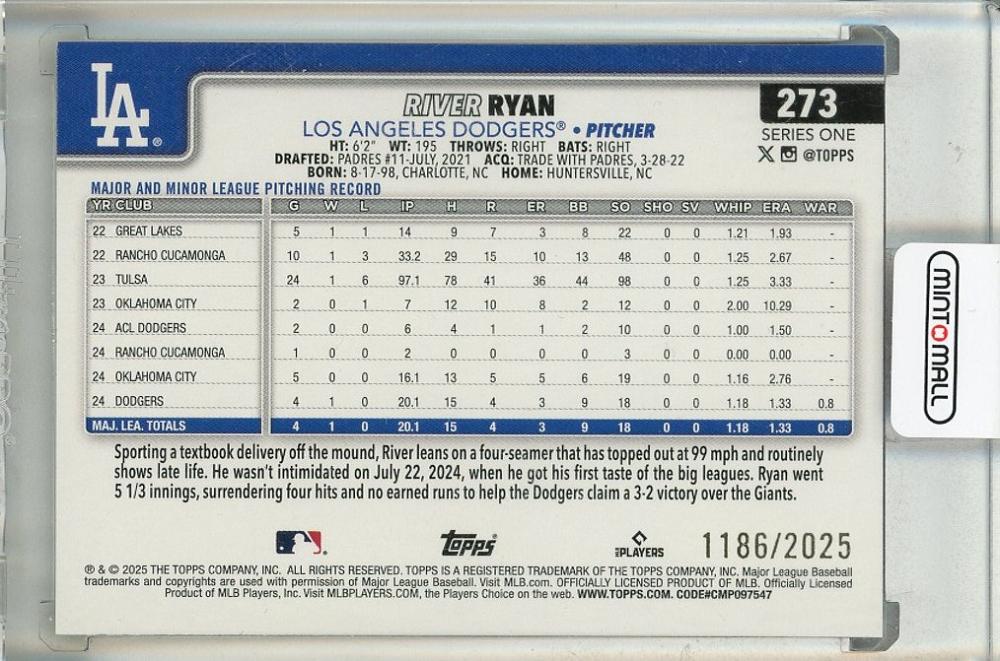 LA®
RIVER RYAN
LOS ANGELES DODGERS® • PITCHER
HT: 6'2" WT: 195 THROWS: RIGHT BATS: RIGHT
DRAFTED: PADRES #11-JULY, 2021 ACQ: TRADE WITH PADRES, 3-28-22
BORN: 8-17-98, CHARLOTTE, NC HOME: HUNTERSVILLE, NC
273
SERIES ONE
X @TOPPS
MAJOR AND MINOR LEAGUE PITCHING RECORD
YR CLUB G W L IP H R ER BB SO SHO SV WHIP ERA WAR
22 GREAT LAKES 5 1 1 14 9 7 3 8 22 0 0 1.21 1.93 -
22 RANCHO CUCAMONGA 10 1 3 33.2 29 15 10 13 48 0 0 1.25 2.67 -
23 TULSA 24 1 6 97.1 78 41 36 44 98 0 0 1.25 3.33 -
23 OKLAHOMA CITY 2 0 1 7 12 10 8 2 12 0 0 2.00 10.29 -
24 ACL DODGERS 2 0 0 6 4 1 1 2 10 0 0 1.00 1.50 -
24 RANCHO CUCAMONGA 1 0 0 2 0 0 0 0 3 0 0 0.00 0.00 -
24 OKLAHOMA CITY 5 0 0 16.1 13 5 5 6 19 0 0 1.16 2.76 -
24 DODGERS 4 1 0 20.1 15 4 3 9 18 0 0 1.18 1.33 0.8
MAJ. LEA. TOTALS 4 1 0 20.1 15 4 3 9 18 0 0 1.18 1.33 0.8
Sporting a textbook delivery off the mound, River leans on a four-seamer that has topped out at 99 mph and routinely
shows late life. He wasn't intimidated on July 22, 2024, when he got his first taste of the big leagues. Ryan went
5 1/3 innings, surrendering four hits and no earned runs to help the Dodgers claim a 3-2 victory over the Giants.
topps®
MLB PLAYERS
1186/2025
® & © 2025 THE TOPPS COMPANY, INC. ALL RIGHTS RESERVED. TOPPS IS A REGISTERED TRADEMARK OF THE TOPPS COMPANY, INC. Major League Baseball
trademarks and copyrights are used with permission of Major League Baseball. Visit MLB.com. OFFICIALLY LICENSED PRODUCT OF MLB. Officially Licensed
Product of MLB Players, Inc. Visit MLBPLAYERS.COM, the Players Choice on the web. WWW.TOPPS.COM. CODE#CMP097547
MINTOMALL